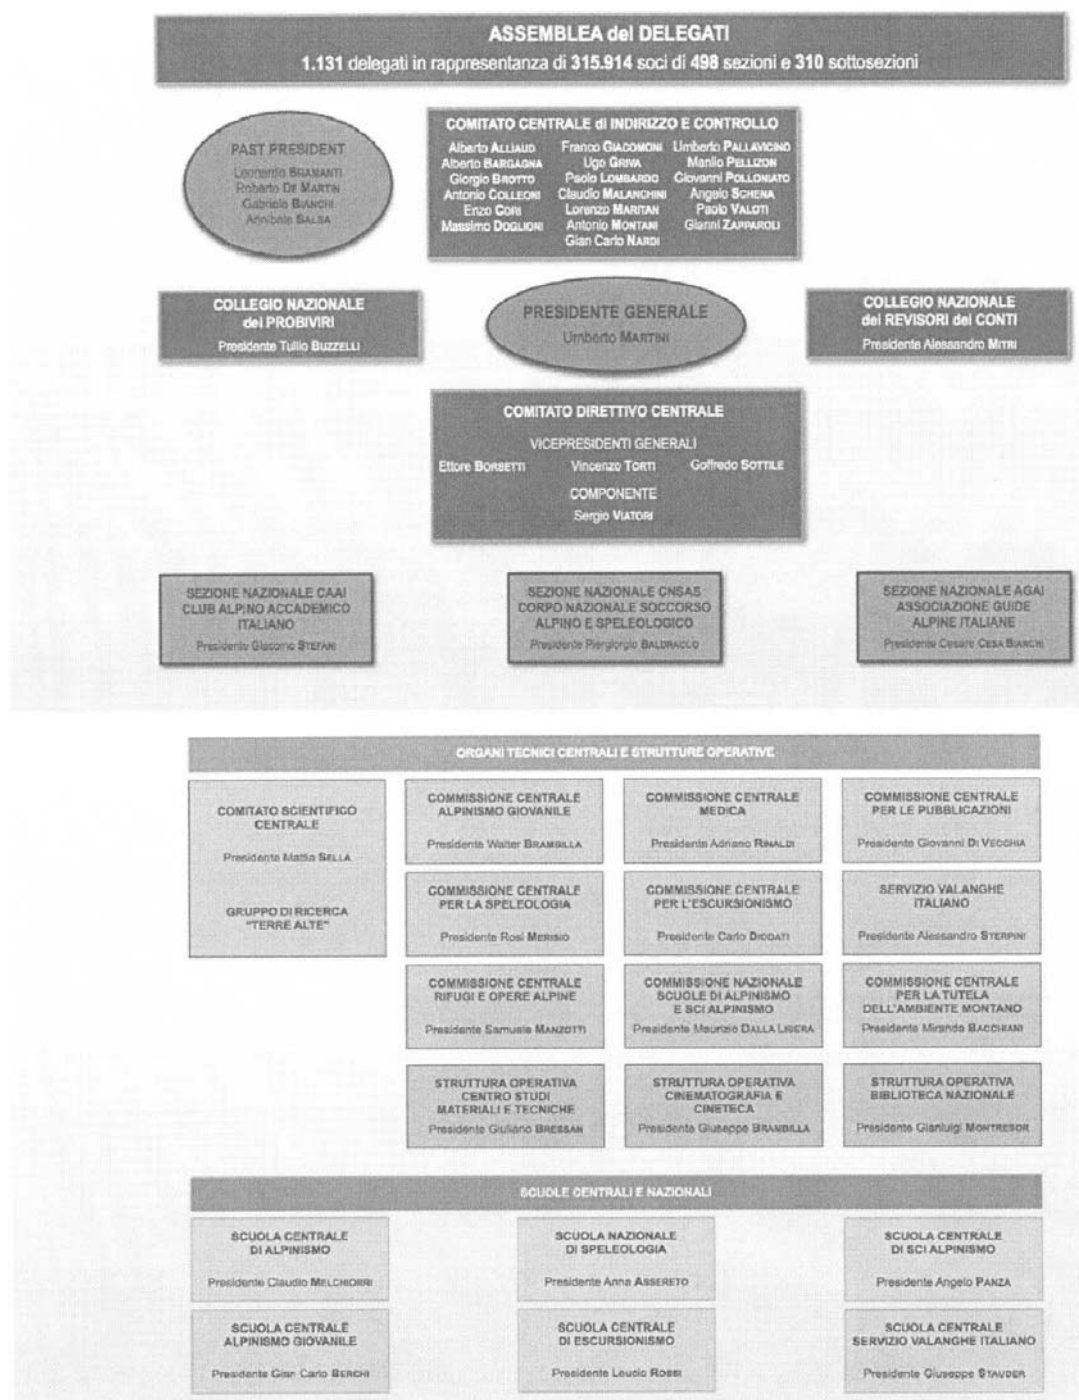 ASSEMBLEA dei DELEGATI
1.131 delegati in rappresentanza di 315.914 soci di 498 sezioni e 310 sottosezioni
PAST PRESIDENT
Leonardo BRAMANTI
Roberto DE MARTIN
Gabriele BIANCHI
Annibale SALSA
COMITATO CENTRALE di INDIRIZZO E CONTROLLO
Alberto ALLIAUD Franco GIACOMONI Umberto PALLAVICINO
Alberto BARGAGNA Ugo GRIVA Manlio PELLIZON
Giorgio BROTTO Paolo LOMBARDO Giovanni POLLONIATO
Antonio COLLEONI Claudio MALANCHINI Angelo SCHENA
Enzo CORI Lorenzo MARITAN Paolo VALOTI
Massimo DOGLIONI Antonio MONTANI Gianni ZAPPAROLI
Gian Carlo NARDI
COLLEGIO NAZIONALE
dei PROBIVIRI
Presidente Tullio BUZZELLI
PRESIDENTE GENERALE
Umberto MARTINI
COLLEGIO NAZIONALE
dei REVISORI dei CONTI
Presidente Alessandro MITRI
COMITATO DIRETTIVO CENTRALE
VICEPRESIDENTI GENERALI
Ettore BORSETTI Vincenzo TORTI Goffredo SOTTILE
COMPONENTE
Sergio VIATORI
SEZIONE NAZIONALE CAAI
CLUB ALPINO ACCADEMICO
ITALIANO
Presidente Giacomo STEFANI
SEZIONE NAZIONALE CNSAS
CORPO NAZIONALE SOCCORSO
ALPINO E SPELEOLOGICO
Presidente Piergiorgio BALDRACCO
SEZIONE NAZIONALE AGAI
ASSOCIAZIONE GUIDE
ALPINE ITALIANE
Presidente Cesare CESA BIANCHI
ORGANI TECNICI CENTRALI E STRUTTURE OPERATIVE
COMITATO SCIENTIFICO
CENTRALE
Presidente Mattia SELLA
GRUPPO DI RICERCA
"TERRE ALTE"
COMMISSIONE CENTRALE
ALPINISMO GIOVANILE
Presidente Walter BRAMBILLA
COMMISSIONE CENTRALE
MEDICA
Presidente Adriano RINALDI
COMMISSIONE CENTRALE
PER LE PUBBLICAZIONI
Presidente Giovanni DI VECCHIA
COMMISSIONE CENTRALE
PER LA SPELEOLOGIA
Presidente Rosi MERISIO
COMMISSIONE CENTRALE
PER L'ESCURSIONISMO
Presidente Carlo DIODATI
SERVIZIO VALANGHE
ITALIANO
Presidente Alessandro STERPINI
COMMISSIONE CENTRALE
RIFUGI E OPERE ALPINE
Presidente Samuele MANZOTTI
COMMISSIONE NAZIONALE
SCUOLE DI ALPINISMO
E SCI ALPINISMO
Presidente Maurizio DALLA LIBERA
COMMISSIONE CENTRALE
PER LA TUTELA
DELL'AMBIENTE MONTANO
Presidente Miranda BACCHIANI
STRUTTURA OPERATIVA
CENTRO STUDI
MATERIALI E TECNICHE
Presidente Giuliano BRESSAN
STRUTTURA OPERATIVA
CINEMATOGRAFIA E
CINETECA
Presidente Giuseppe BRAMBILLA
STRUTTURA OPERATIVA
BIBLIOTECA NAZIONALE
Presidente Gianluigi MONTRESOR
SCUOLE CENTRALI E NAZIONALI
SCUOLA CENTRALE
DI ALPINISMO
Presidente Claudio MELCHIORRI
SCUOLA NAZIONALE
DI SPELEOLOGIA
Presidente Anna ASSERETO
SCUOLA CENTRALE
DI SCI ALPINISMO
Presidente Angelo PANZA
SCUOLA CENTRALE
ALPINISMO GIOVANILE
Presidente Gian Carlo BERCHI
SCUOLA CENTRALE
DI ESCURSIONISMO
Presidente Leucio ROSSI
SCUOLA CENTRALE
SERVIZIO VALANGHE ITALIANO
Presidente Giuseppe STAUDER